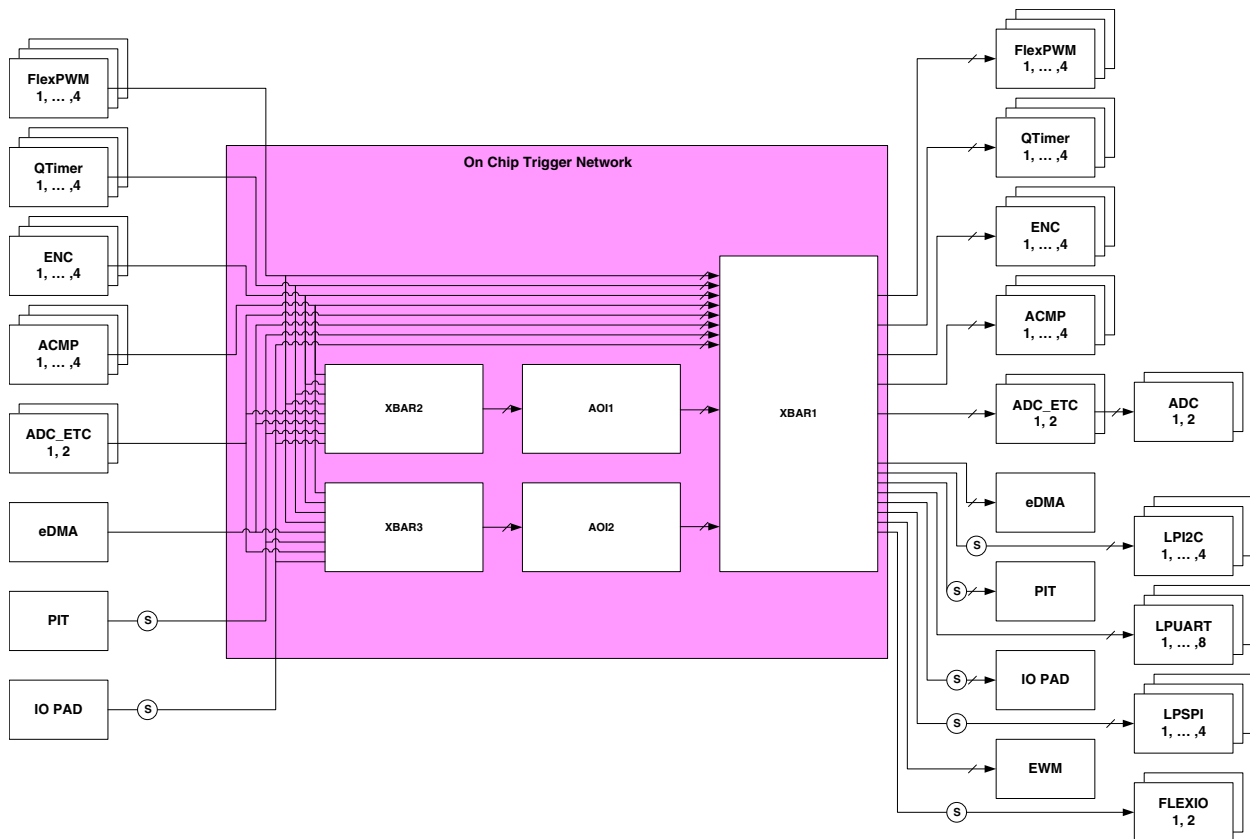 FlexPWM
1, ... ,4
QTimer
1, ... ,4
ENC
1, ... ,4
ACMP
1, ... ,4
ADC_ETC
1, 2
eDMA
PIT
S
IO PAD
S
On Chip Trigger Network
XBAR2
AOI1
XBAR3
AOI2
XBAR1
FlexPWM
1, ... ,4
QTimer
1, ... ,4
ENC
1, ... ,4
ACMP
1, ... ,4
ADC_ETC
1, 2
ADC
1, 2
eDMA
S
LPI2C
1, ... ,4
S
PIT
LPUART
1, ... ,8
S
IO PAD
S
LPSPI
1, ... ,4
EWM
S
FLEXIO
1, 2